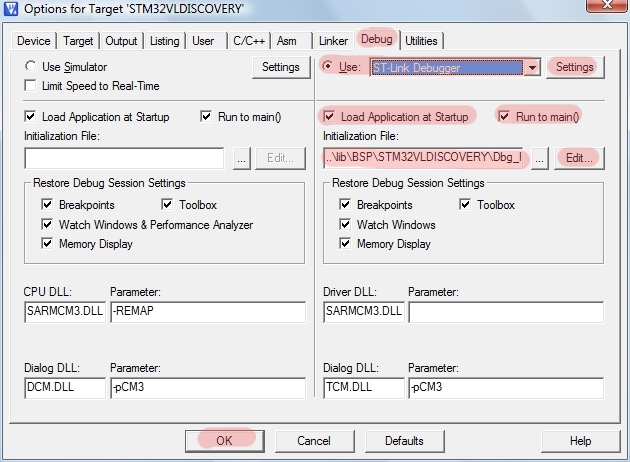 Options for Target 'STM32VLDISCOVERY'
Device Target Output Listing User C/C++ Asm Linker Debug Utilities
Use Simulator Settings Use: ST-Link Debugger Settings
Limit Speed to Real-Time
Load Application at Startup Run to main() Load Application at Startup Run to main()
Initialization File: Initialization File:
... Edit... ..\lib\BSP\STM32VLDISCOVERY\Dbg_I ... Edit...
Restore Debug Session Settings Restore Debug Session Settings
Breakpoints Toolbox Breakpoints Toolbox
Watch Windows & Performance Analyzer Watch Windows
Memory Display Memory Display
CPU DLL: Parameter: Driver DLL: Parameter:
SARMCM3.DLL -REMAP SARMCM3.DLL
Dialog DLL: Parameter: Dialog DLL: Parameter:
DCM.DLL -pCM3 TCM.DLL -pCM3
OK Cancel Defaults Help